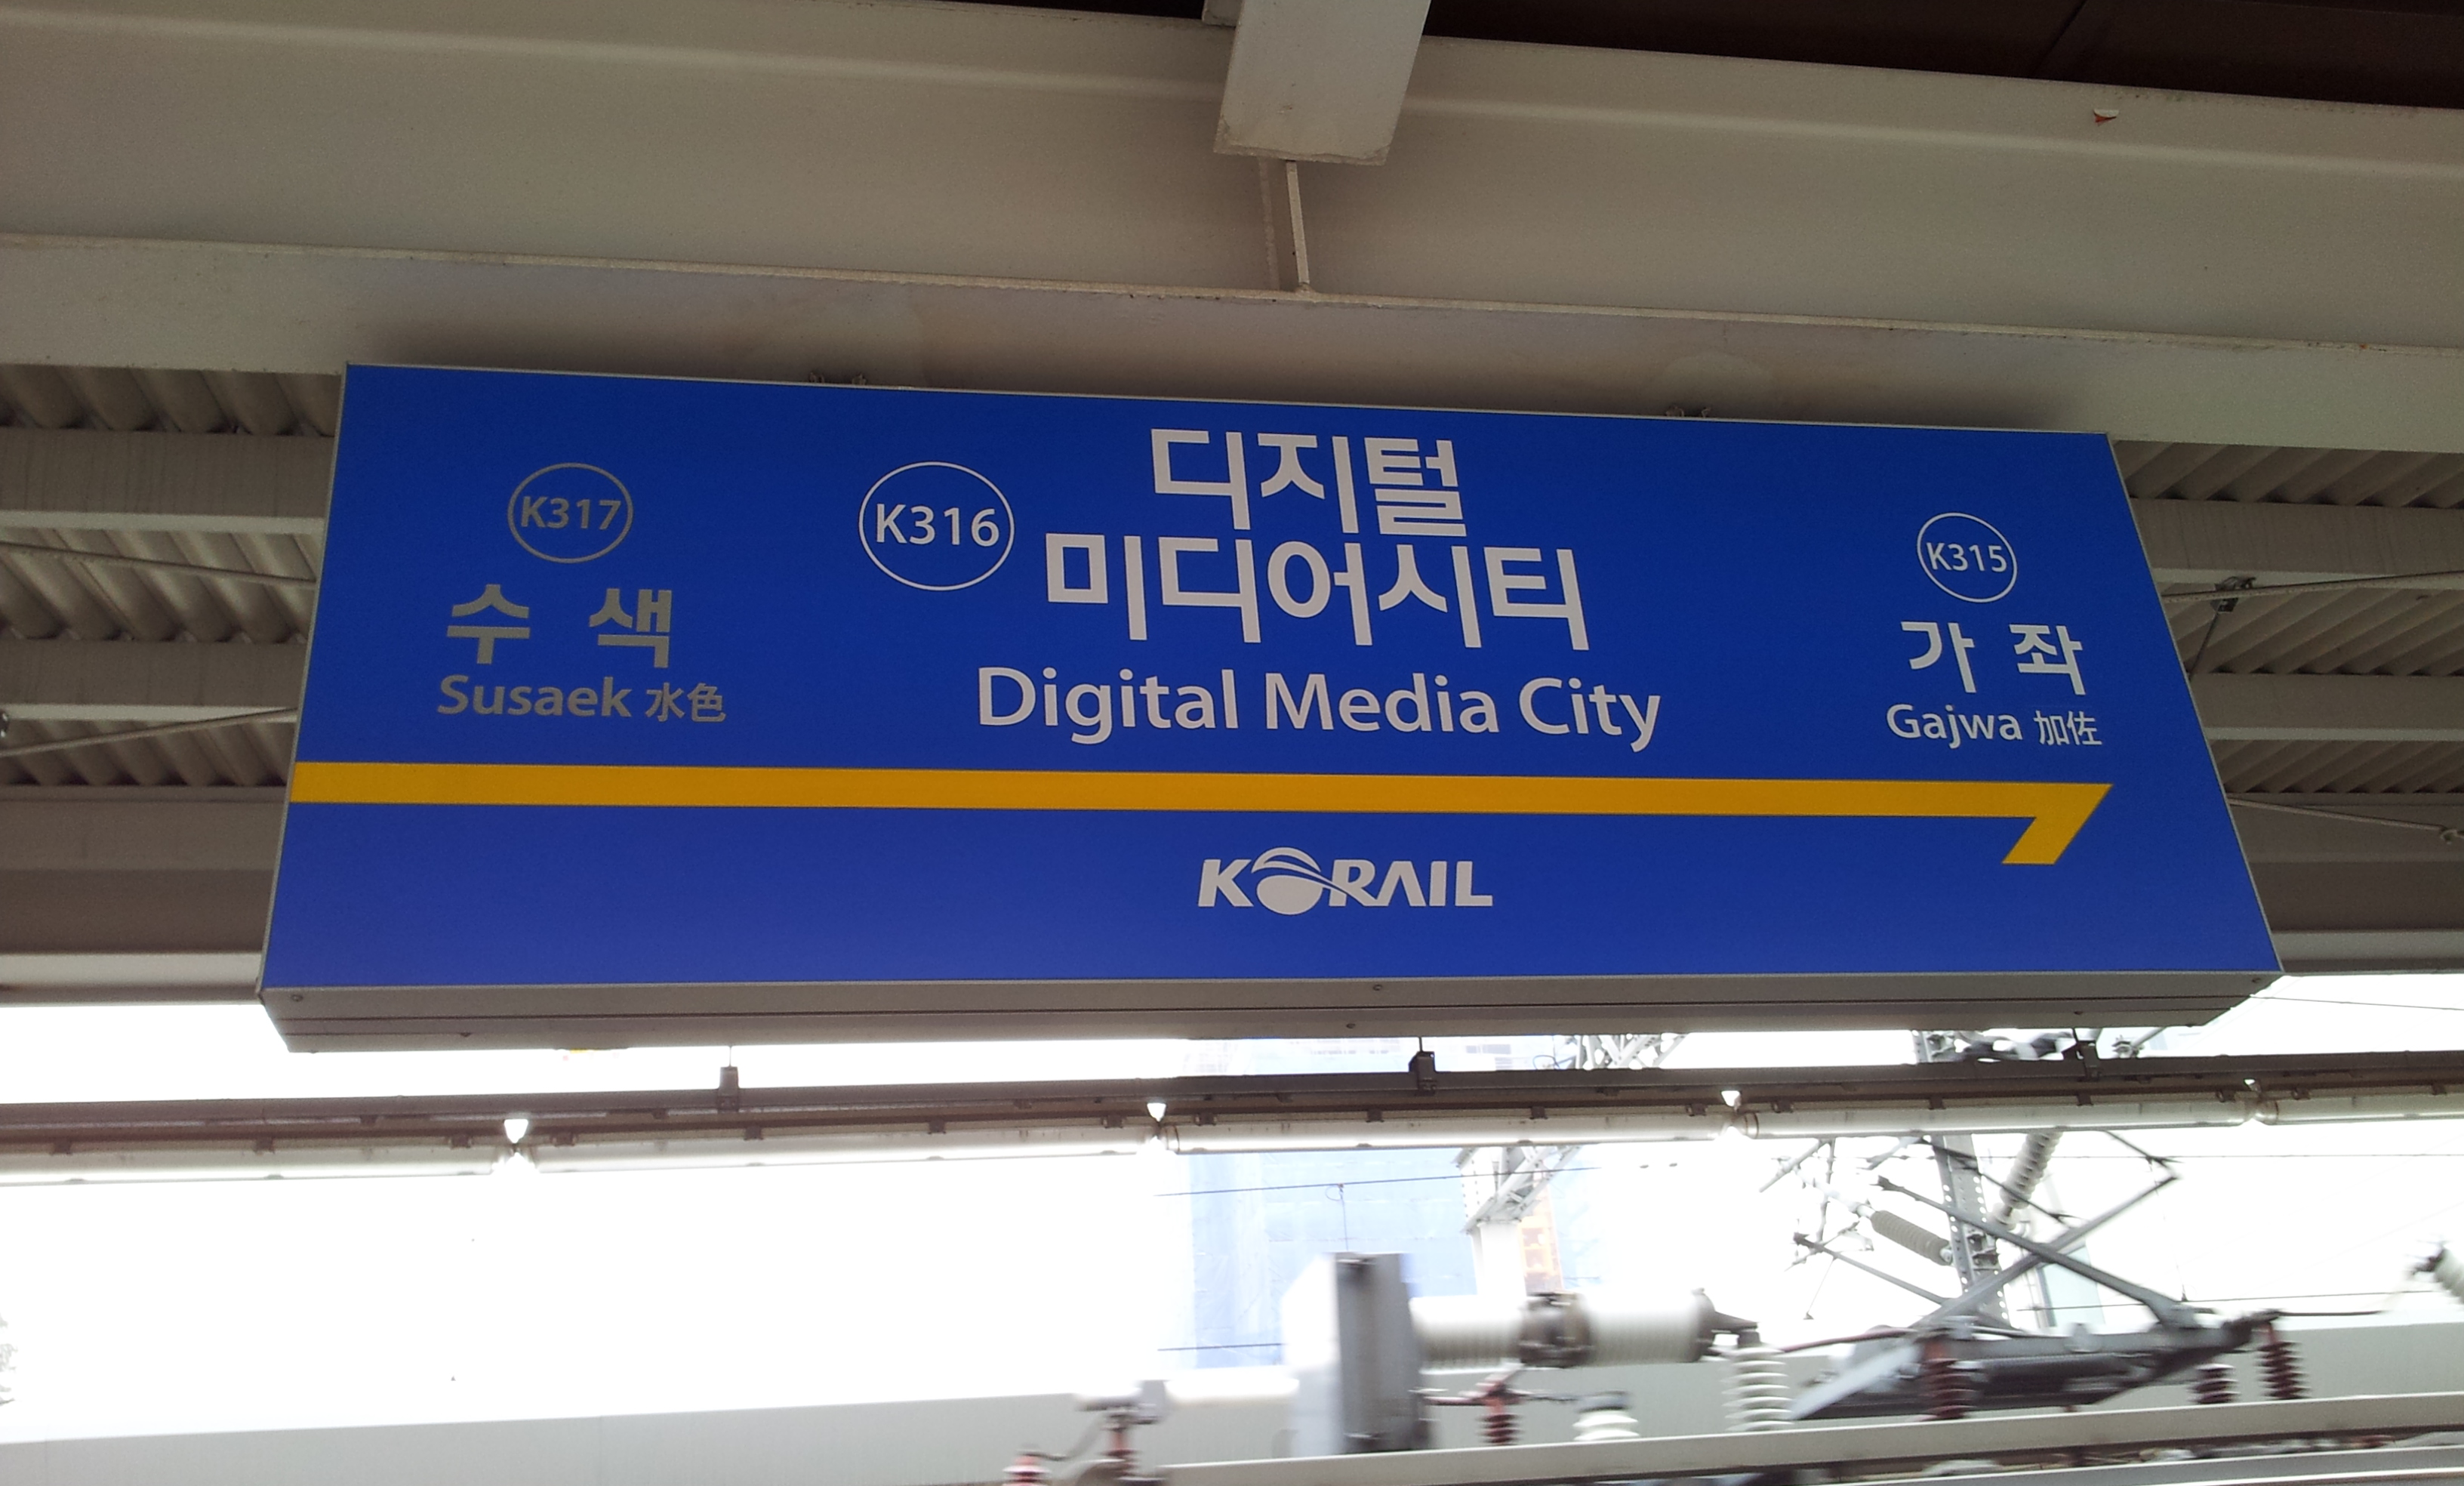 K317
수 색
Susaek 水色
K316
디지털
미디어시티
Digital Media City
K315
가 좌
Gajwa 加佐
KORAIL